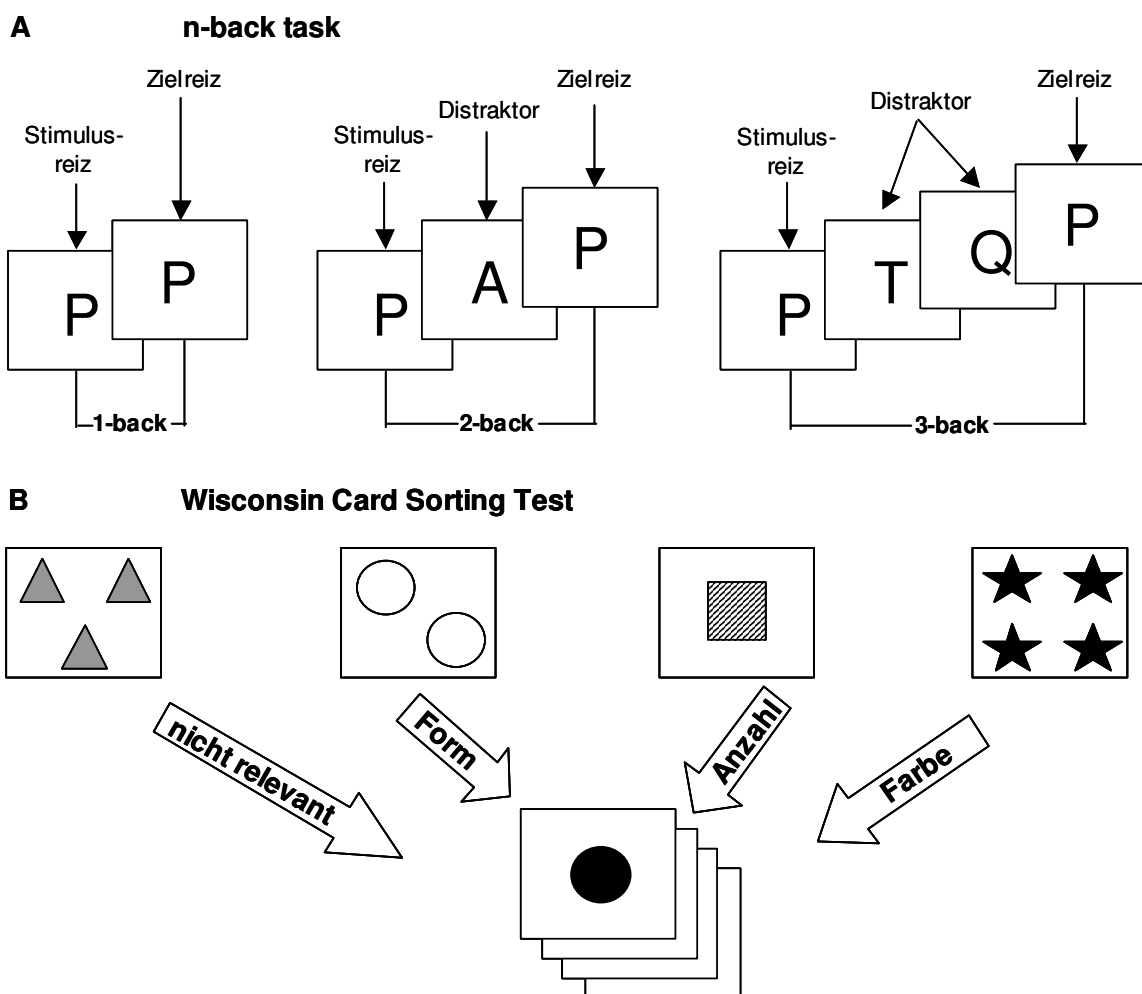 A n-back task
Zielreiz
Stimulus-
reiz
P
P
1-back
Zielreiz
Distraktor
Stimulus-
reiz
P
A
P
2-back
Zielreiz
Distraktor
Stimulus-
reiz
P
T
Q
P
3-back
B Wisconsin Card Sorting Test
nicht relevant
Form
Anzahl
Farbe